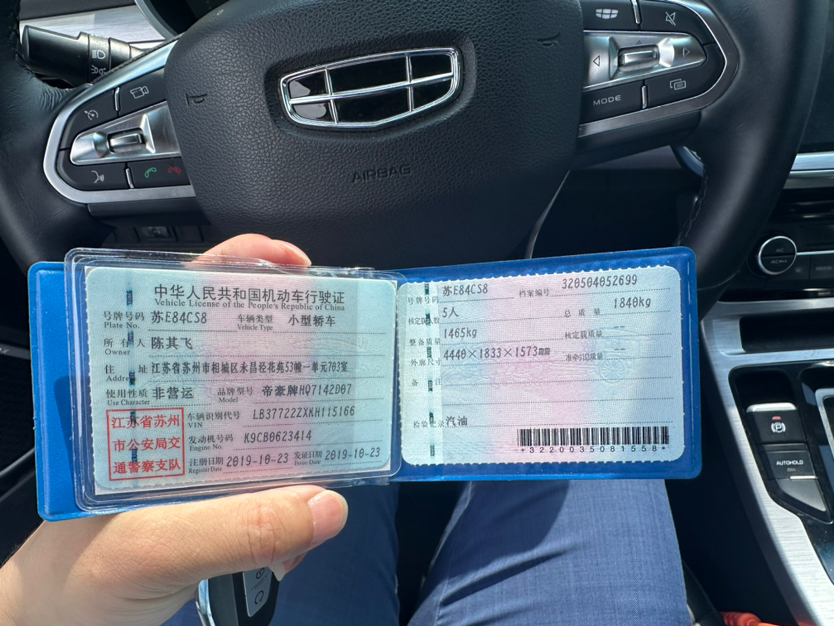 MODE
AIRBAG
ACC
AUTOHOLD
中华人民共和国机动车行驶证
Vehicle License of the People's Republic of China
号牌号码 苏E84CS8 车辆类型 小型轿车
Plate No. Vehicle Type
所有人 陈其飞
Owner
住址 江苏省苏州市相城区永昌泾花苑53幢一单元703室
Address
使用性质 非营运 品牌型号 帝豪牌HQ7142D07
Use Character Model
江苏省苏州
市公安局交
通警察支队
车辆识别代号 LB37722ZXKH115166
VIN
发动机号码 K9CB0623414
Engine No.
注册日期 2019-10-23 发证日期 2019-10-23
Register Date Issue Date
号牌号码 苏E84CS8 档案编号 320504052699
核定载人数 5人 总质量 1840kg
整备质量 1465kg 核定载质量 --
外廓尺寸 4440×1833×1573mm 准牵引总质量 --
备注
检验记录 汽油
*3220035081558*